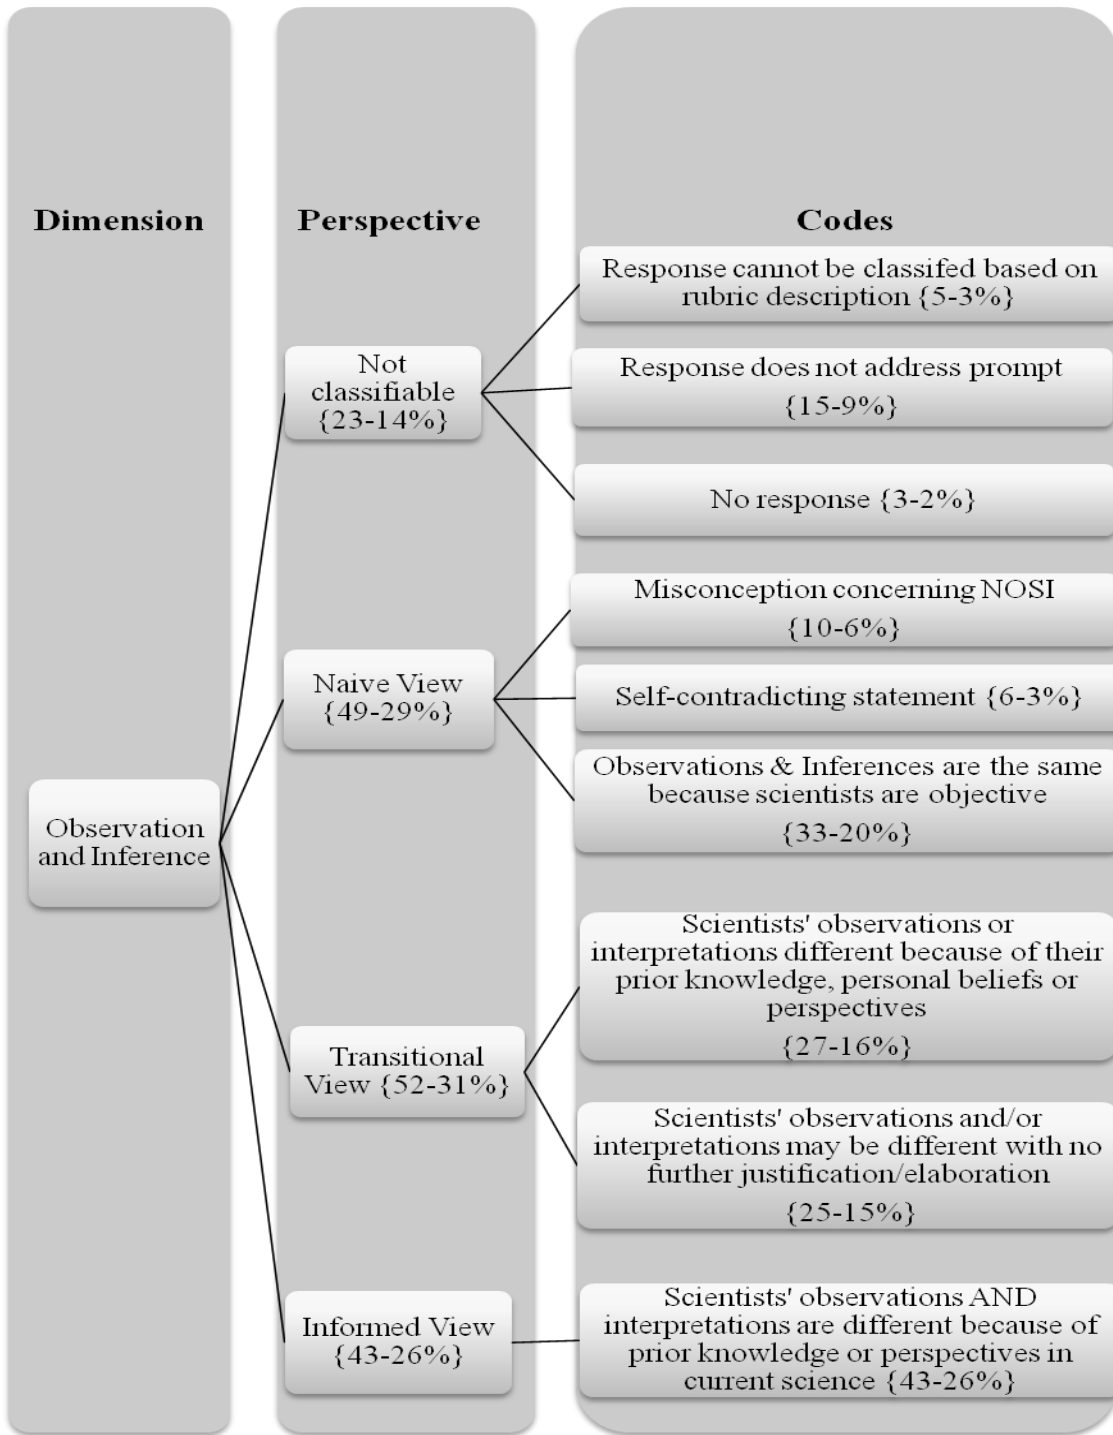 Dimension
Perspective
Codes
Observation
and Inference
Not
classifiable
{23-14%}
Response cannot be classifed based on
rubric description {5-3%}
Response does not address prompt
{15-9%}
No response {3-2%}
Naive View
{49-29%}
Misconception concerning NOSI
{10-6%}
Self-contradicting statement {6-3%}
Observations & Inferences are the same
because scientists are objective
{33-20%}
Transitional
View {52-31%}
Scientists' observations or
interpretations different because of their
prior knowledge, personal beliefs or
perspectives
{27-16%}
Scientists' observations and/or
interpretations may be different with no
further justification/elaboration
{25-15%}
Informed View
{43-26%}
Scientists' observations AND
interpretations are different because of
prior knowledge or perspectives in
current science {43-26%}